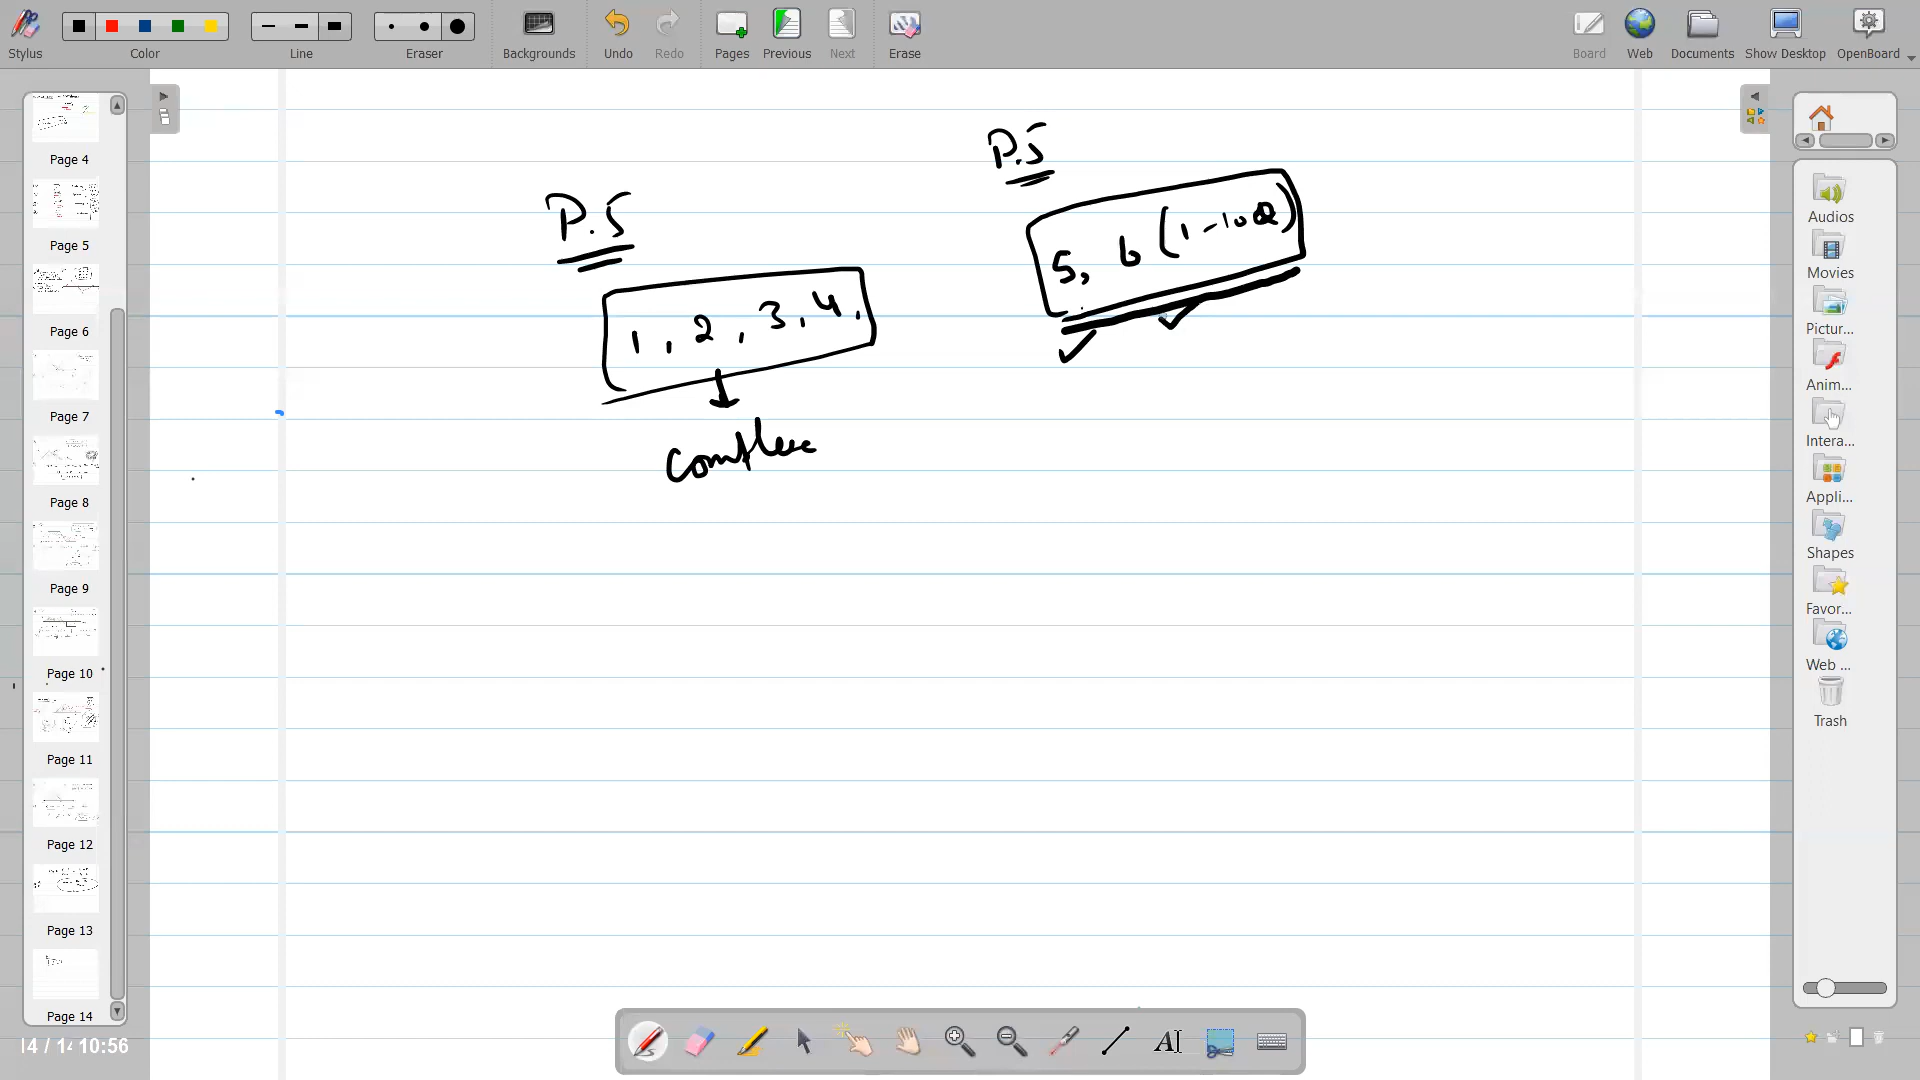 Stylus
Color
Line
Eraser
Backgrounds
Undo
Redo
Pages
Previous
Next
Erase
Board
Web
Documents
Show Desktop
OpenBoard
Page 4
Page 5
Page 6
Page 7
Page 8
Page 9
Page 10
Page 11
Page 12
Page 13
Page 14
14 / 14 10:56
P.S
1, 2, 3, 4,
P.S
5, 6 (1-10Q)
Audios
Movies
Pictur...
Anim...
Intera...
Appli...
Shapes
Favor...
Web ...
Trash